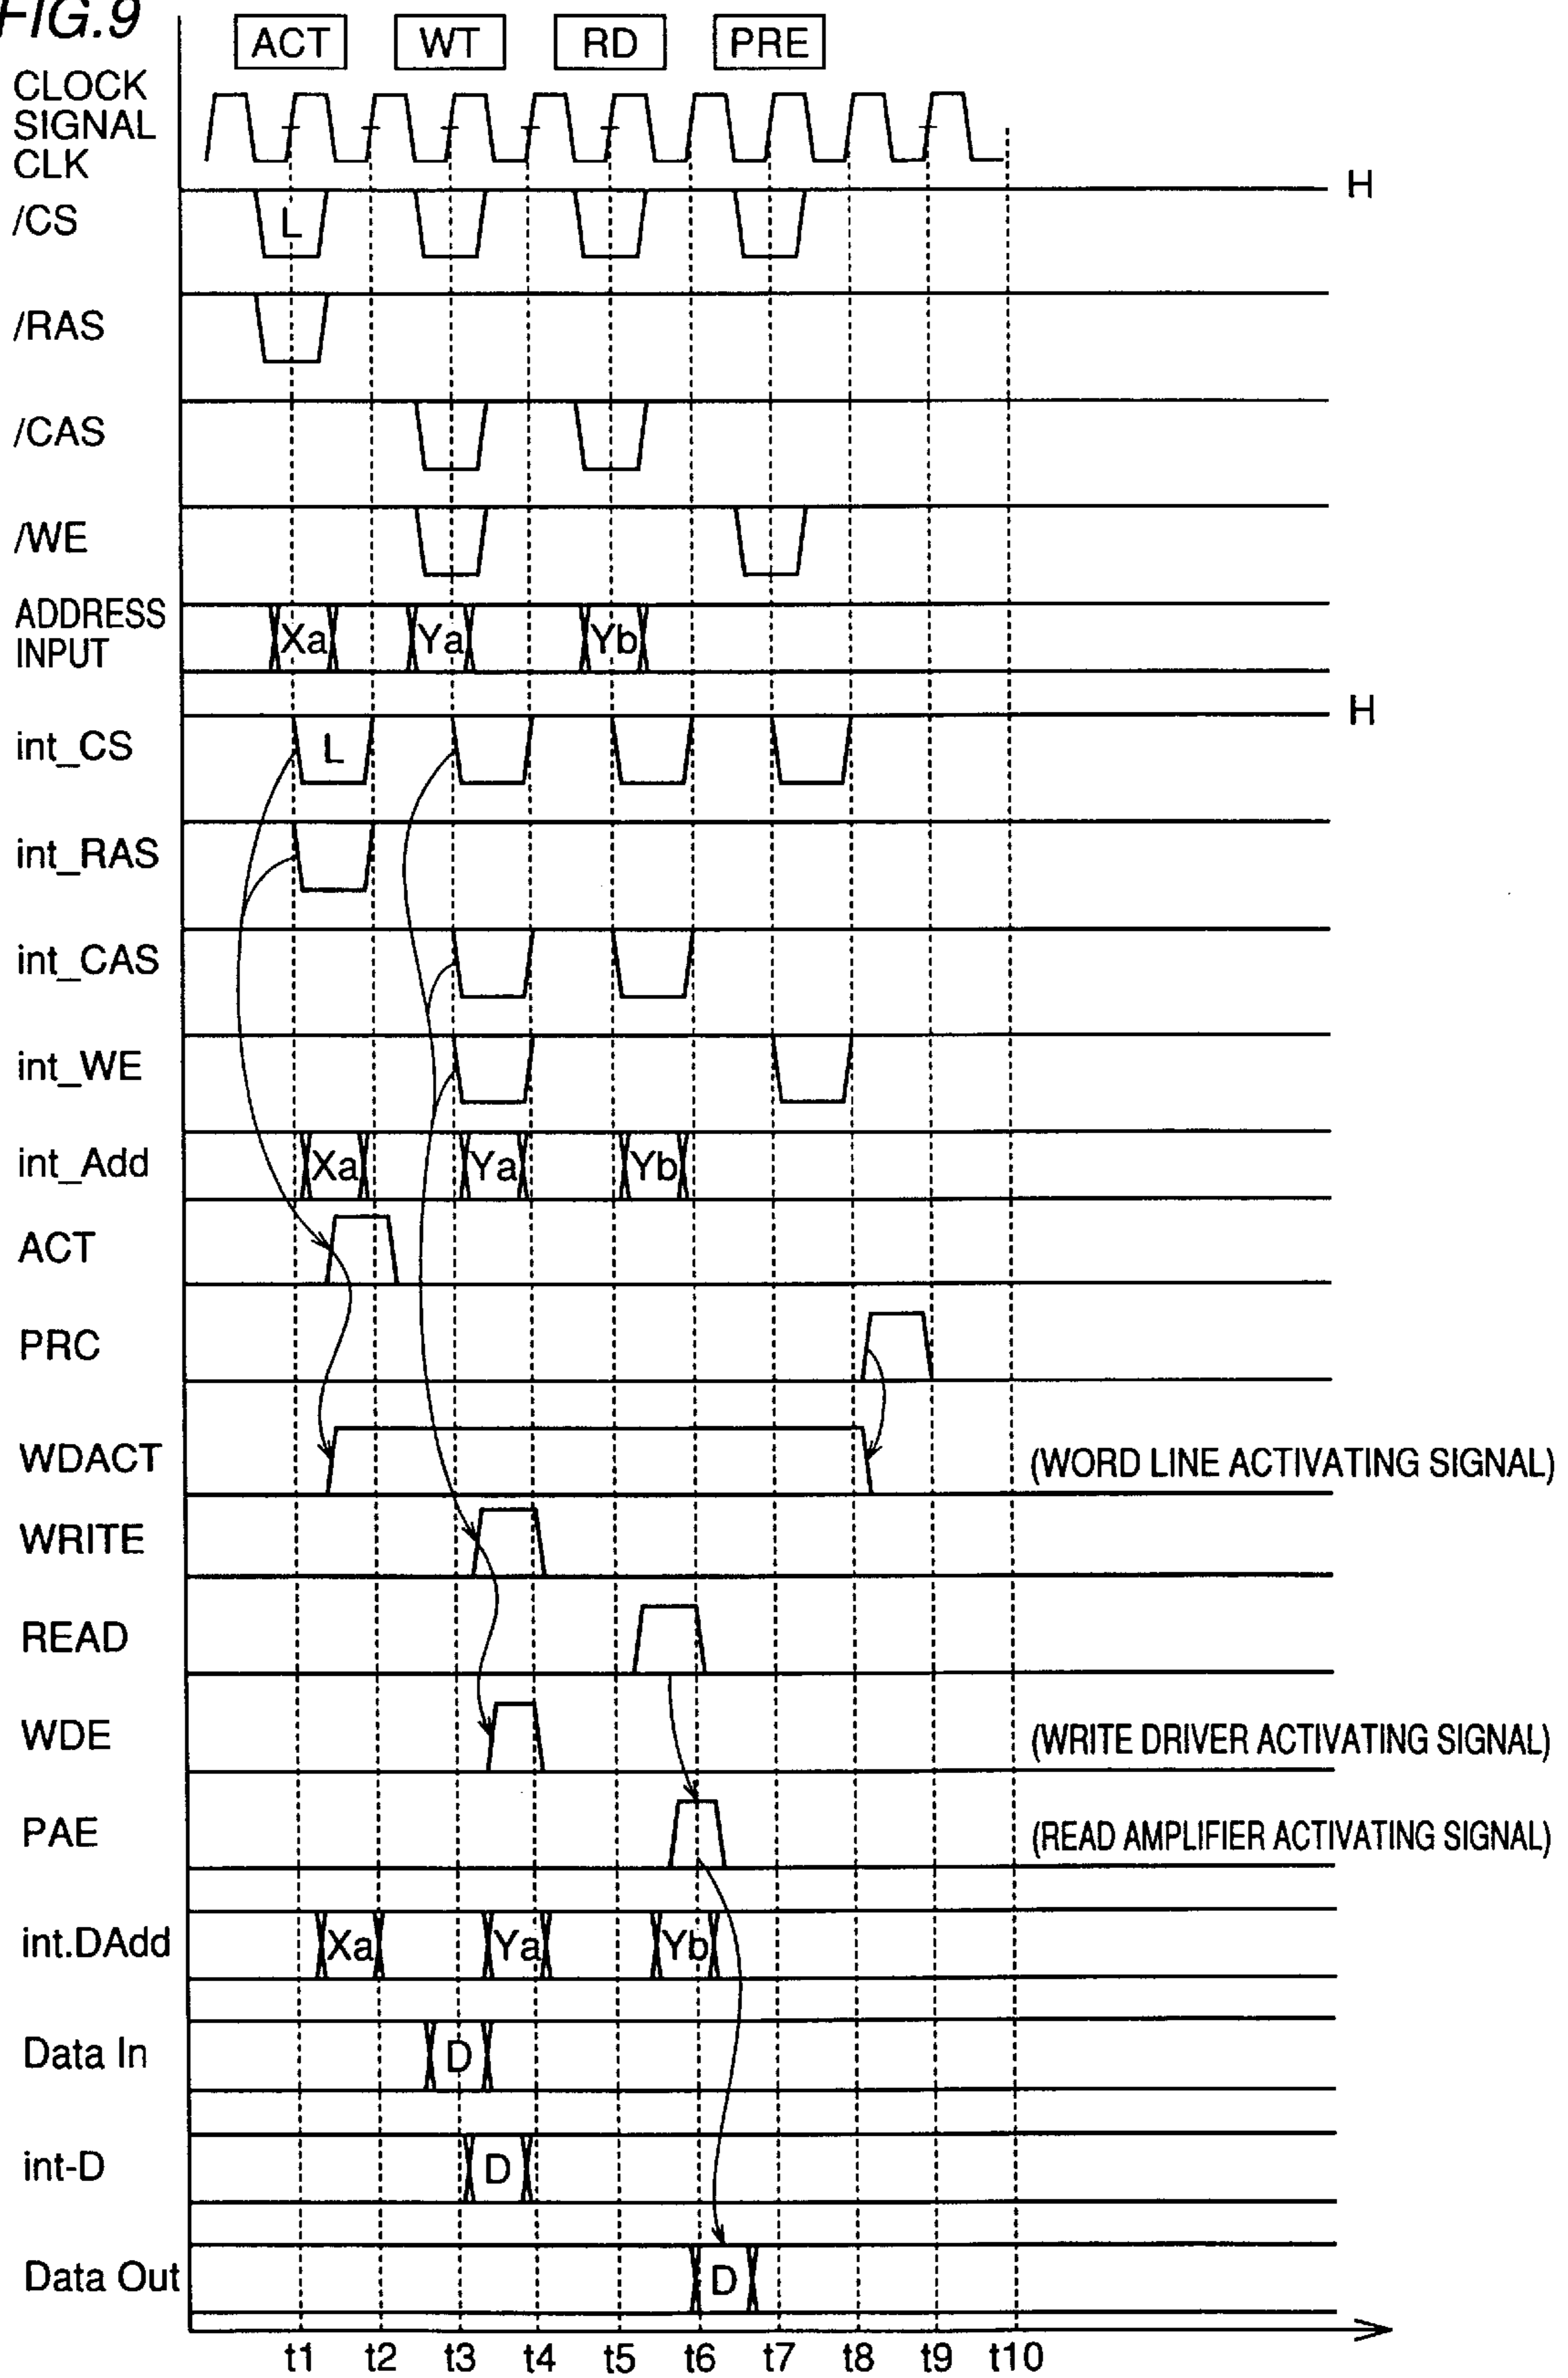 FIG.9
ACT WT RD PRE
CLOCK
SIGNAL
CLK
H
/CS L
/RAS
/CAS
/WE
ADDRESS
INPUT
Xa Ya Yb
H
int_CS L
int_RAS
int_CAS
int_WE
int_Add Xa Ya Yb
ACT
PRC
WDACT (WORD LINE ACTIVATING SIGNAL)
WRITE
READ
WDE (WRITE DRIVER ACTIVATING SIGNAL)
PAE (READ AMPLIFIER ACTIVATING SIGNAL)
int.DAdd Xa Ya Yb
Data In D
int-D D
Data Out D
t1 t2 t3 t4 t5 t6 t7 t8 t9 t10